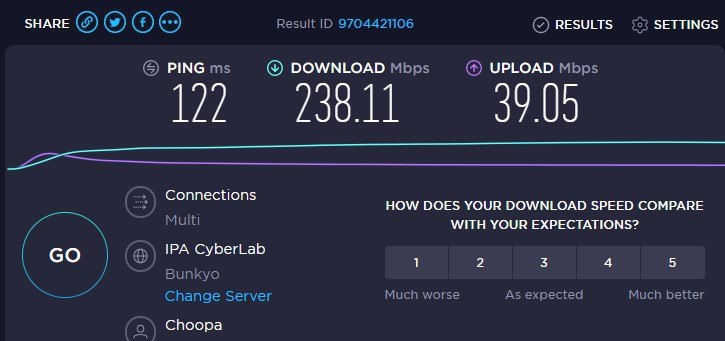 SHARE
Result ID 9704421106
RESULTS
SETTINGS
PING ms
122
DOWNLOAD Mbps
238.11
UPLOAD Mbps
39.05
GO
Connections
Multi
IPA CyberLab
Bunkyo
Change Server
Choopa
HOW DOES YOUR DOWNLOAD SPEED COMPARE
WITH YOUR EXPECTATIONS?
1 2 3 4 5
Much worse As expected Much better